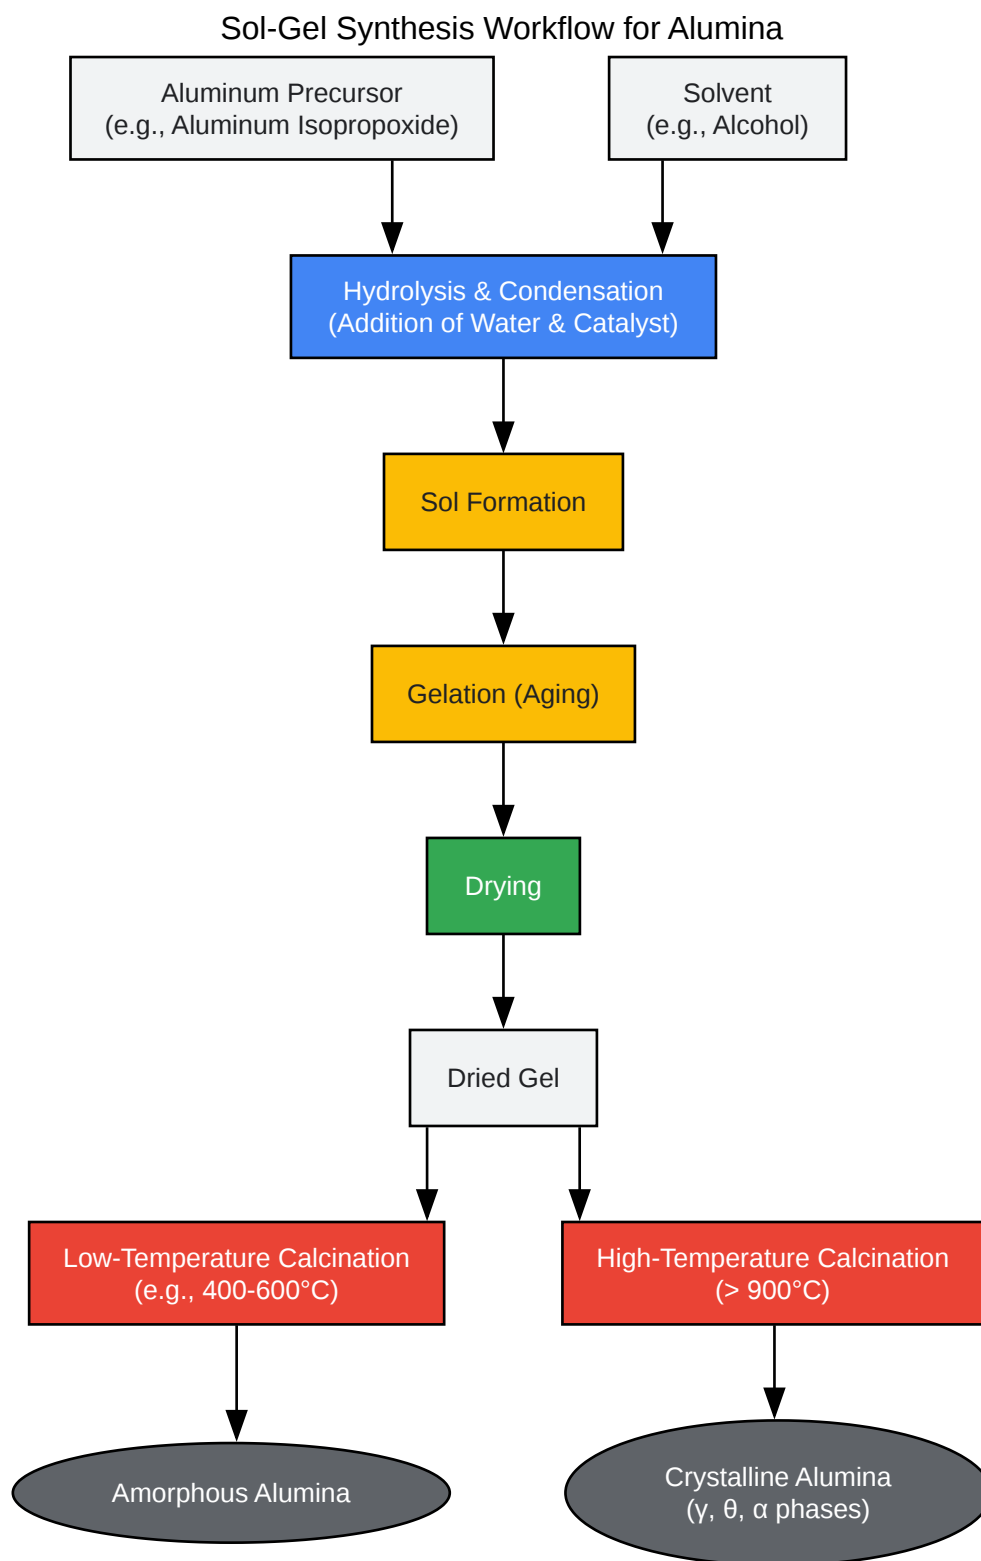 Sol-Gel Synthesis Workflow for Alumina
Aluminum Precursor
(e.g., Aluminum Isopropoxide)
Solvent
(e.g., Alcohol)
Hydrolysis & Condensation
(Addition of Water & Catalyst)
Sol Formation
Gelation (Aging)
Drying
Dried Gel
Low-Temperature Calcination
(e.g., 400-600°C)
High-Temperature Calcination
(> 900°C)
Amorphous Alumina
Crystalline Alumina
(γ, θ, α phases)